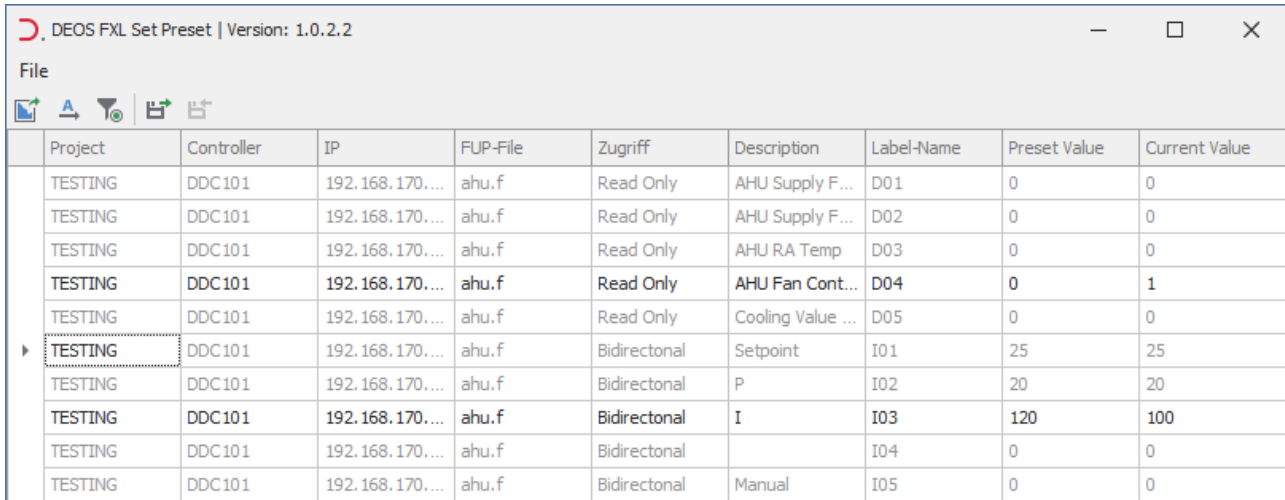 DEOS FXL Set Preset | Version: 1.0.2.2
File
Project Controller IP FUP-File Zugriff Description Label-Name Preset Value Current Value
TESTING DDC101 192.168.170.... ahu.f Read Only AHU Supply F... D01 0 0
TESTING DDC101 192.168.170.... ahu.f Read Only AHU Supply F... D02 0 0
TESTING DDC101 192.168.170.... ahu.f Read Only AHU RA Temp D03 0 0
TESTING DDC101 192.168.170.... ahu.f Read Only AHU Fan Cont... D04 0 1
TESTING DDC101 192.168.170.... ahu.f Read Only Cooling Value ... D05 0 0
TESTING DDC101 192.168.170.... ahu.f Bidirectonal Setpoint I01 25 25
TESTING DDC101 192.168.170.... ahu.f Bidirectonal P I02 20 20
TESTING DDC101 192.168.170.... ahu.f Bidirectonal I I03 120 100
TESTING DDC101 192.168.170.... ahu.f Bidirectonal I04 0 0
TESTING DDC101 192.168.170.... ahu.f Bidirectonal Manual I05 0 0